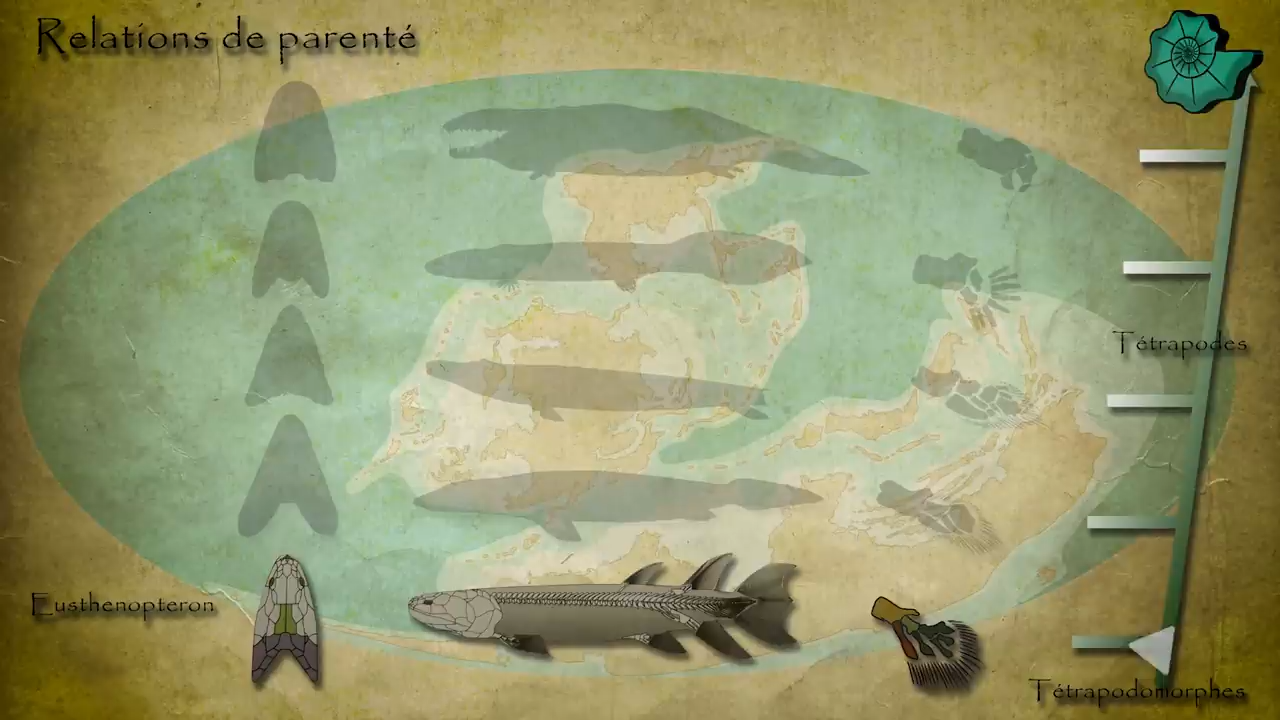 Relations de parenté
Tétrapodes
Eusthenopteron
Tétrapodomorphes